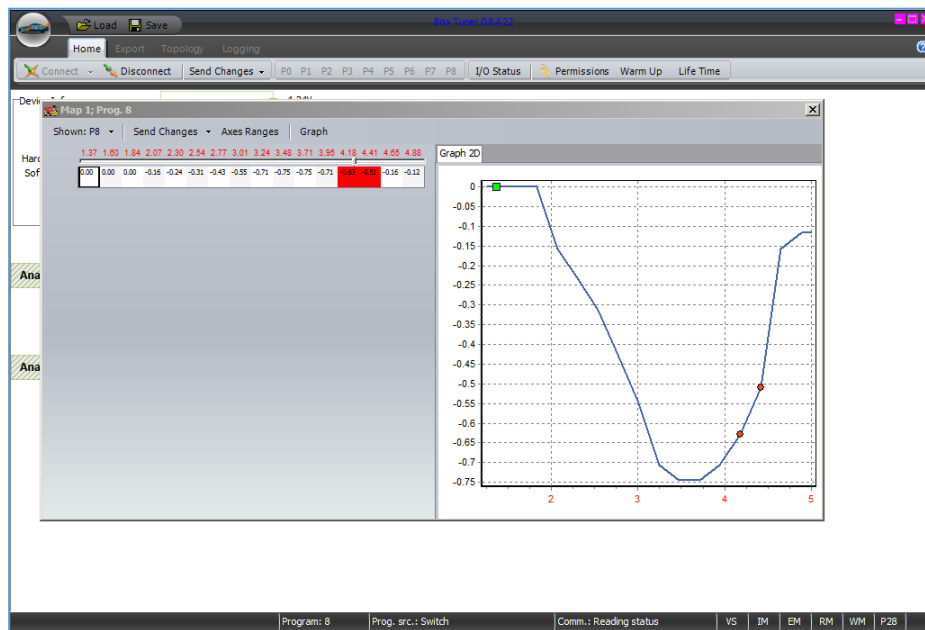 Load Save
Box Tuner 0.6.4.22
Home Export Topology Logging
Connect Disconnect Send Changes P0 P1 P2 P3 P4 P5 P6 P7 P8 I/O Status Permissions Warm Up Life Time
Map 1; Prog. 8
Shown: P8 Send Changes Axes Ranges Graph
1.37 1.60 1.84 2.07 2.30 2.54 2.77 3.01 3.24 3.48 3.71 3.95 4.18 4.41 4.65 4.88
0.00 0.00 0.00 -0.16 -0.24 -0.31 -0.43 -0.55 -0.71 -0.75 -0.75 -0.71 -0.63 -0.51 -0.16 -0.12
Hard
Sof
Ana
Ana
Graph 2D
0
-0.05
-0.1
-0.15
-0.2
-0.25
-0.3
-0.35
-0.4
-0.45
-0.5
-0.55
-0.6
-0.65
-0.7
-0.75
2 3 4 5
Program: 8 Prog. src.: Switch Comm.: Reading status VS IM EM RM WM P28